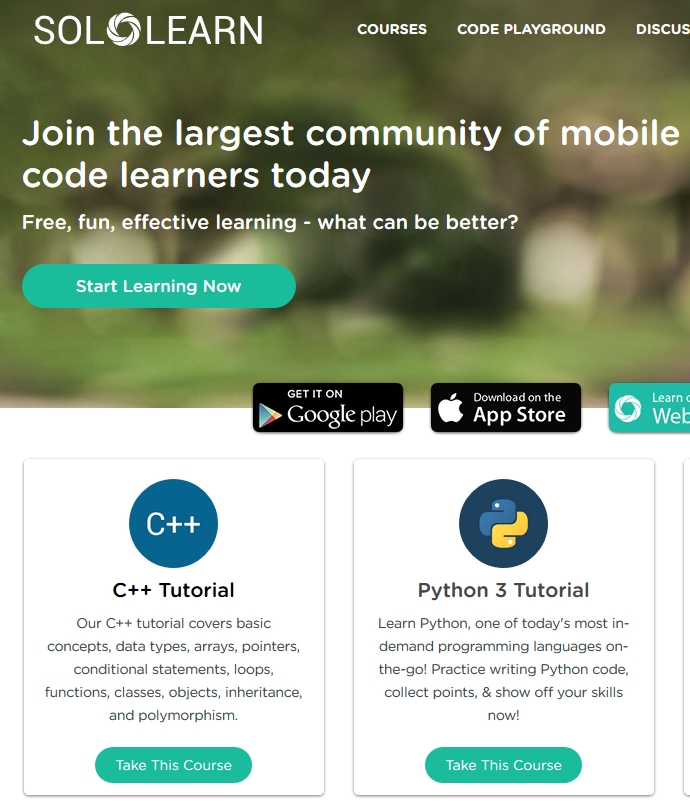 SOLOLEARN
COURSES CODE PLAYGROUND DISCUS
Join the largest community of mobile
code learners today
Free, fun, effective learning - what can be better?
Start Learning Now
GET IT ON
Google play
Download on the
App Store
Learn o
Web
C++
C++ Tutorial
Our C++ tutorial covers basic
concepts, data types, arrays, pointers,
conditional statements, loops,
functions, classes, objects, inheritance,
and polymorphism.
Take This Course
Python 3 Tutorial
Learn Python, one of today's most in-
demand programming languages on-
the-go! Practice writing Python code,
collect points, & show off your skills
now!
Take This Course